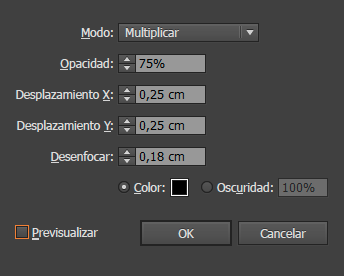 Modo: Multiplicar
Opacidad: 75%
Desplazamiento X: 0,25 cm
Desplazamiento Y: 0,25 cm
Desenfocar: 0,18 cm
Color: Oscuridad: 100%
Previsualizar OK Cancelar